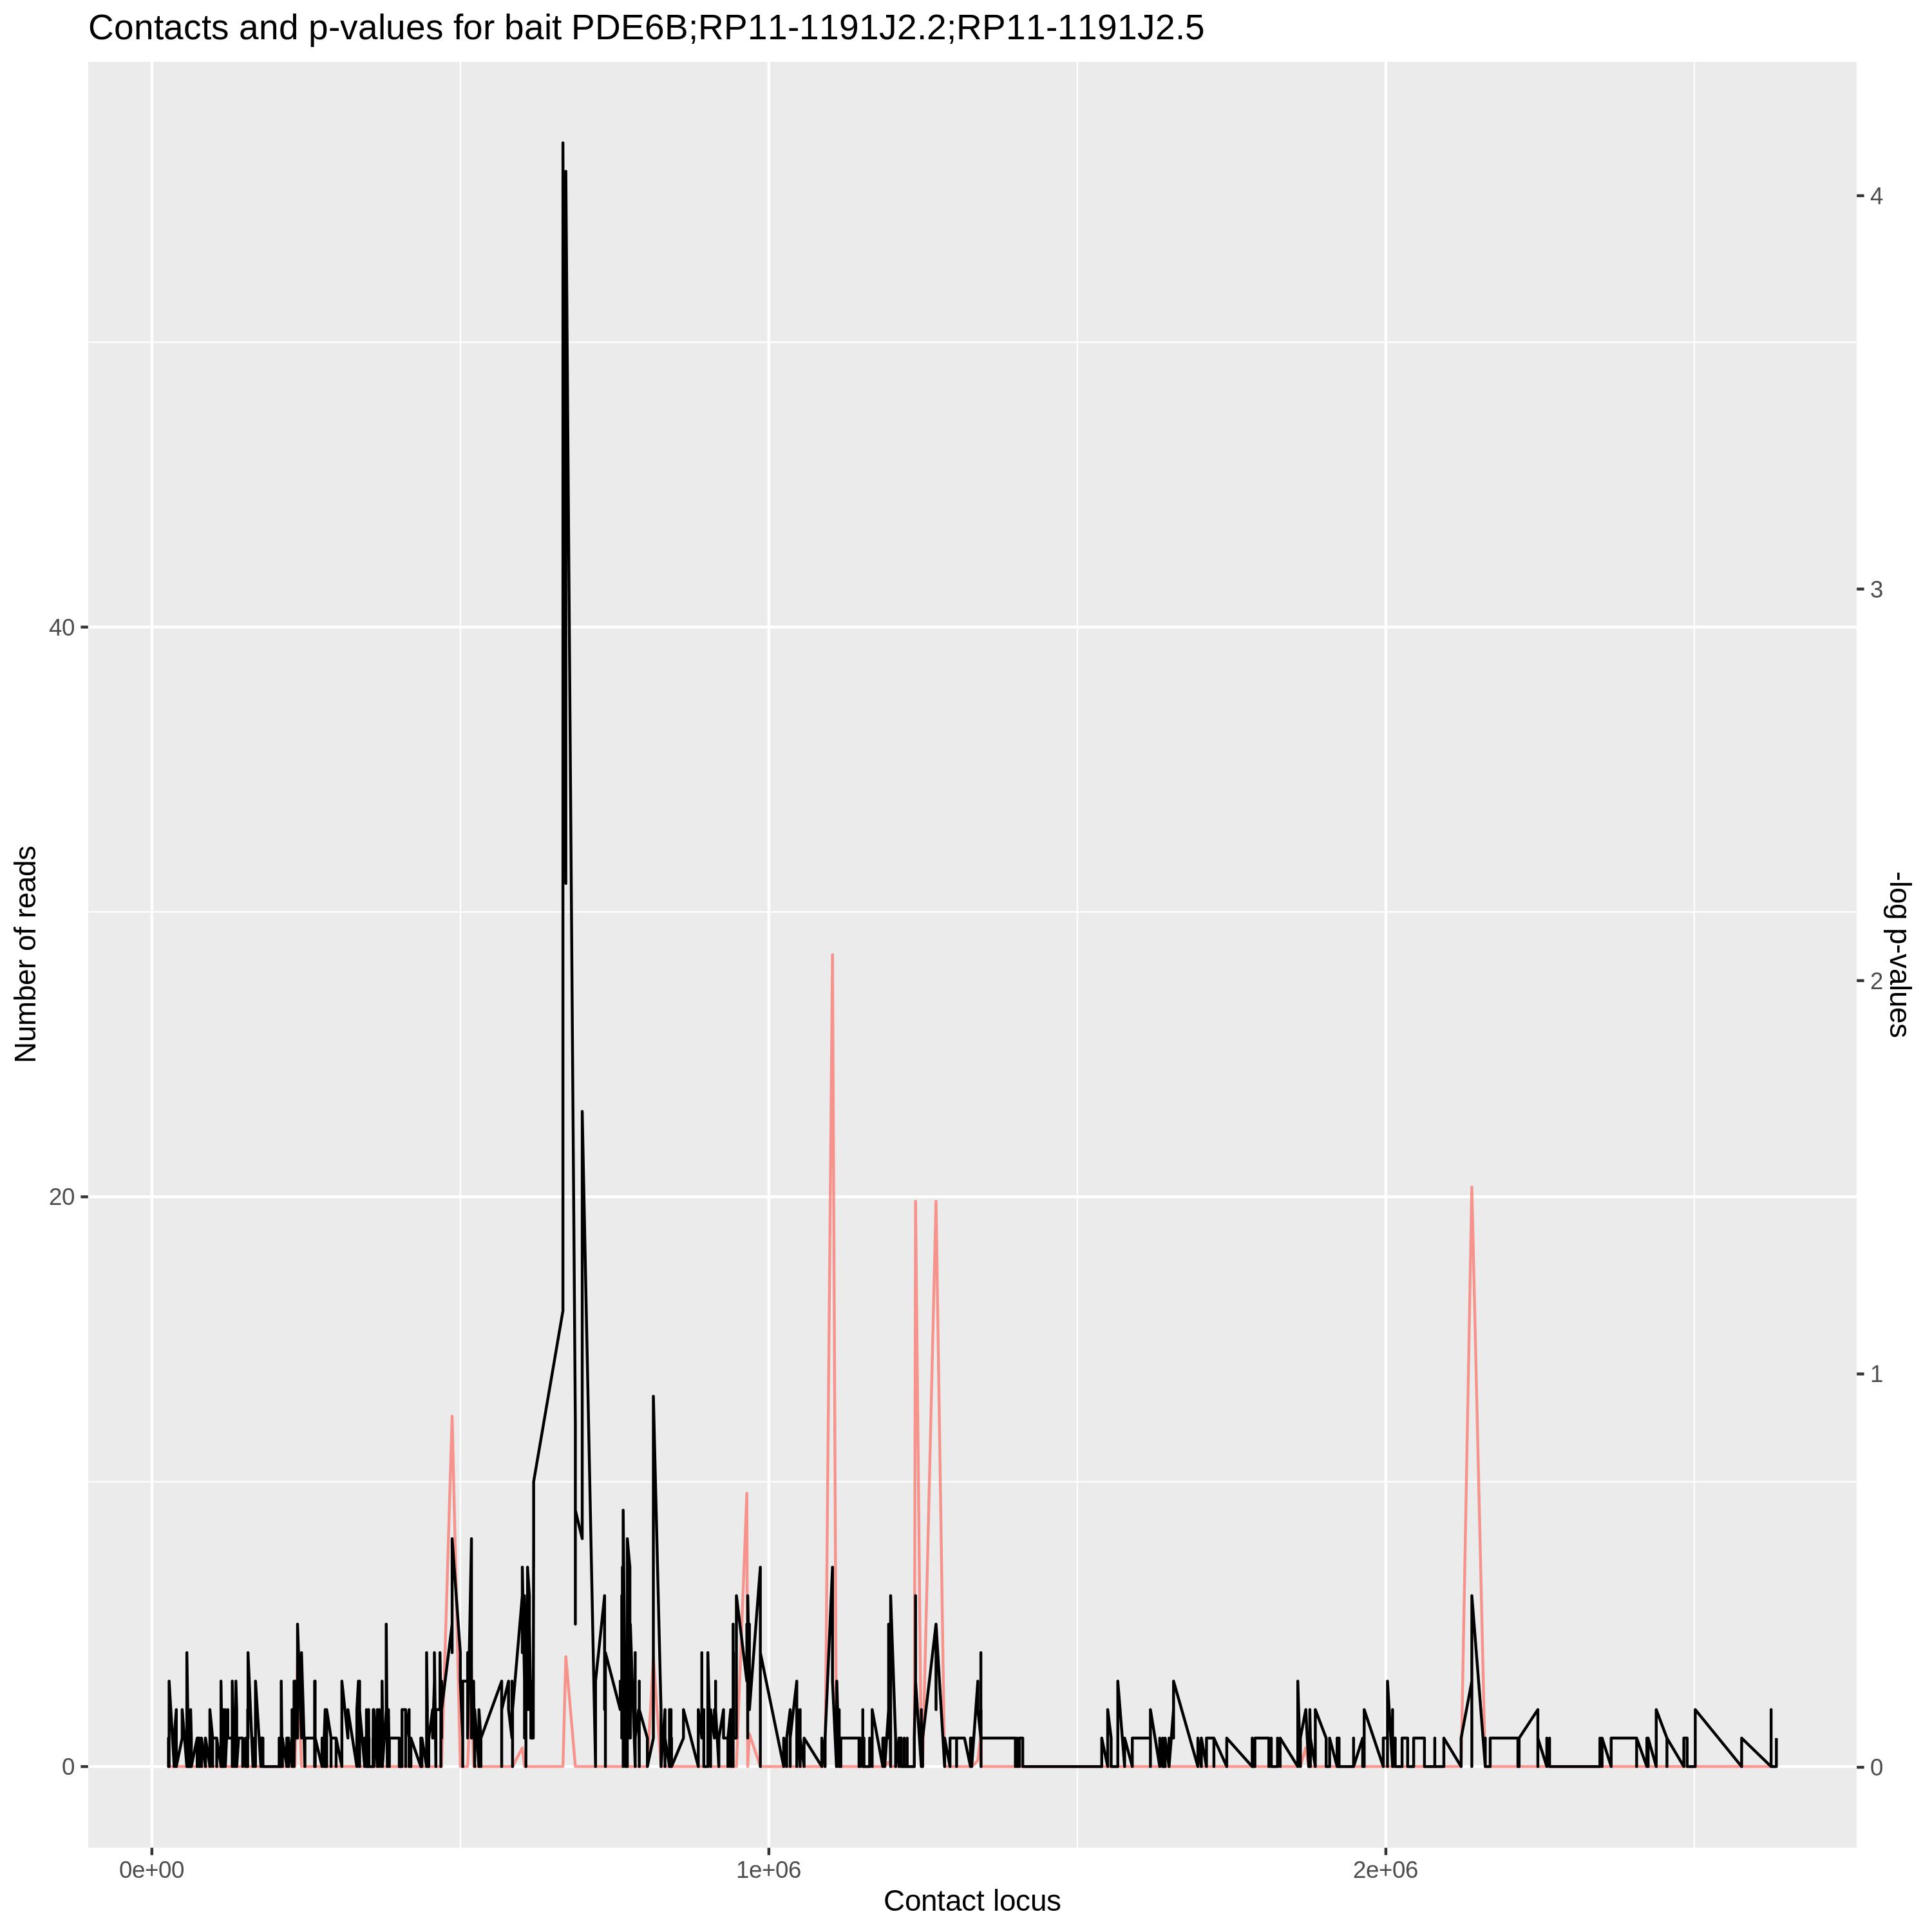 Contacts and p-values for bait PDE6B;RP11-1191J2.2;RP11-1191J2.5
Number of reads
40
20
0
4
3
2
1
0
-log p-values
0e+00
1e+06
2e+06
Contact locus